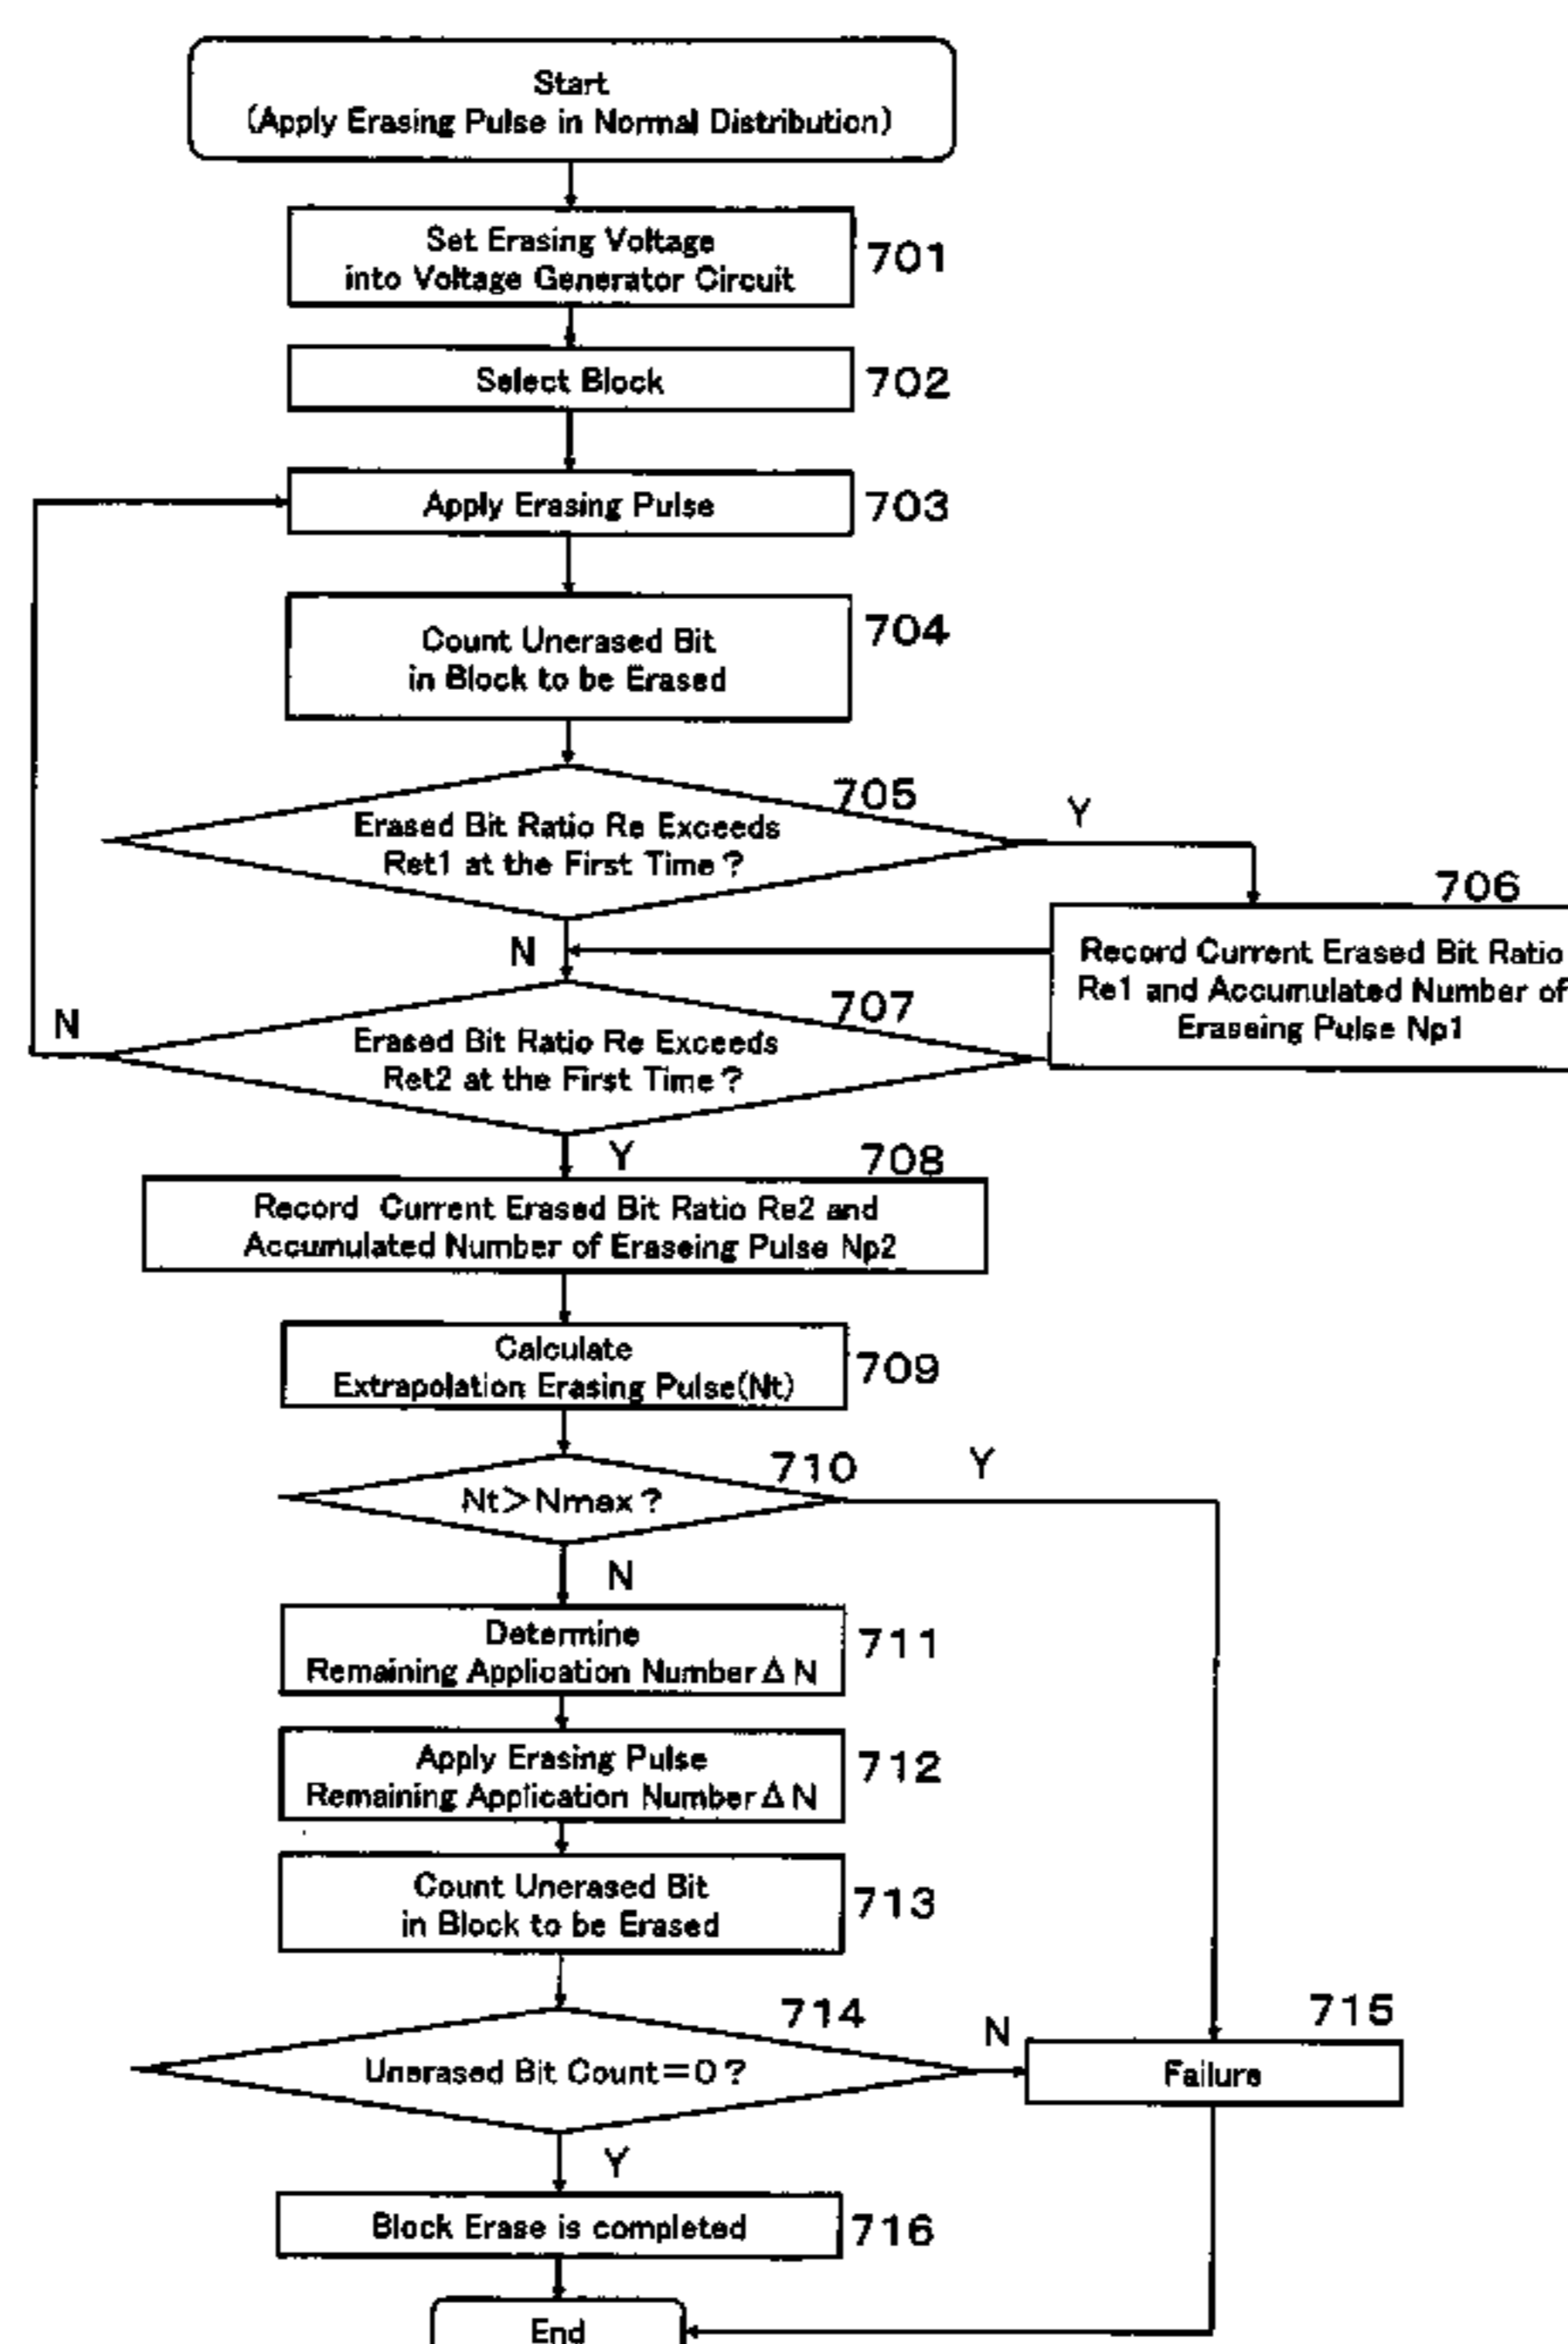 Start
(Apply Erasing Pulse in Normal Distribution)
Set Erasing Voltage
into Voltage Generator Circuit
701
Select Block
702
Apply Erasing Pulse
703
Count Unerased Bit
in Block to be Erased
704
705
Erased Bit Ratio Re Exceeds
Ret1 at the First Time?
Y
N
706
Record Current Erased Bit Ratio
Re1 and Accumulated Number of
Eraseing Pulse Np1
707
Erased Bit Ratio Re Exceeds
Ret2 at the First Time?
N
Y
708
Record Current Erased Bit Ratio Re2 and
Accumulated Number of Eraseing Pulse Np2
Calculate
Extrapolation Erasing Pulse(Nt)
709
710
Nt>Nmax?
Y
N
Determine
Remaining Application Number Δ N
711
Apply Erasing Pulse
Remaining Application Number Δ N
712
Count Unerased Bit
in Block to be Erased
713
714
Unerased Bit Count=0?
N
715
Failure
Y
Block Erase is completed
716
End